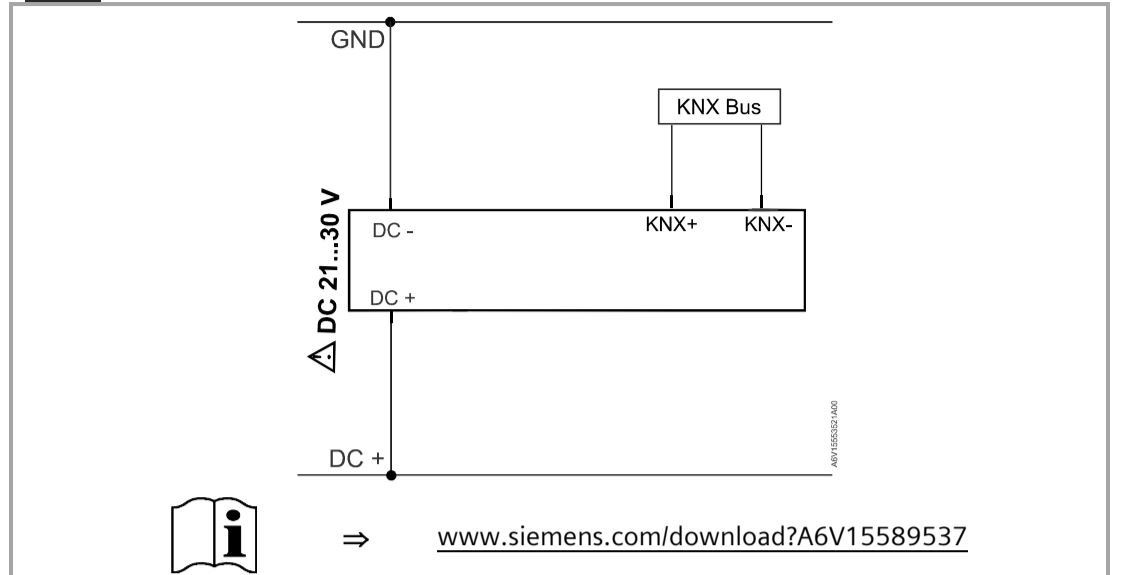 GND
KNX Bus
DC 21...30 V
DC -
KNX+
KNX-
DC +
DC +
A6V15553521A00
i
⇒ www.siemens.com/download?A6V15589537